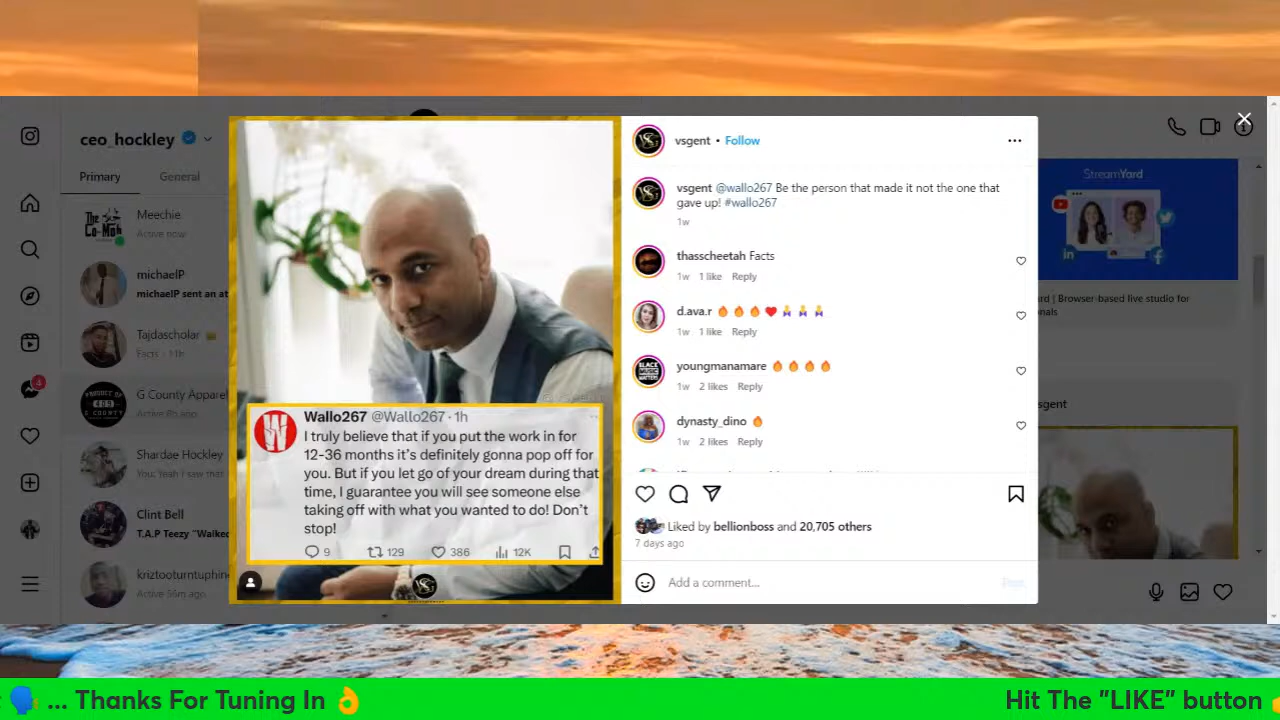 ceo_hockley
Primary
General
Meechie
Active now
michaelP
michaelP sent an at
Tajdascholar
Facts · 11h
G County Apparel
Active 8h ago
Shardae Hockley
You: Yeah I saw that
Clint Bell
T.A.P Teezy "Walked
kriztooturntuphin
Active 56m ago
4
vsgent • Follow
vsgent @wallo267 Be the person that made it not the one that
gave up! #wallo267
1w
thasscheetah Facts
1w 1 like Reply
d.ava.r 🔥🔥🔥❤️
1w 1 like Reply
youngmanamare 🔥🔥🔥🔥
1w 2 likes Reply
dynasty_dino 🔥
1w 2 likes Reply
Liked by bellionboss and 20,705 others
7 days ago
Add a comment...
Post
Wallo267 @Wallo267 · 1h
I truly believe that if you put the work in for
12-36 months it's definitely gonna pop off for
you. But if you let go of your dream during that
time, I guarantee you will see someone else
taking off with what you wanted to do! Don't
stop!
9 129 386 12K
StreamYard
rd | Browser-based live studio for
nals
sgent
🗣️ ... Thanks For Tuning In 👌
Hit The "LIKE" button